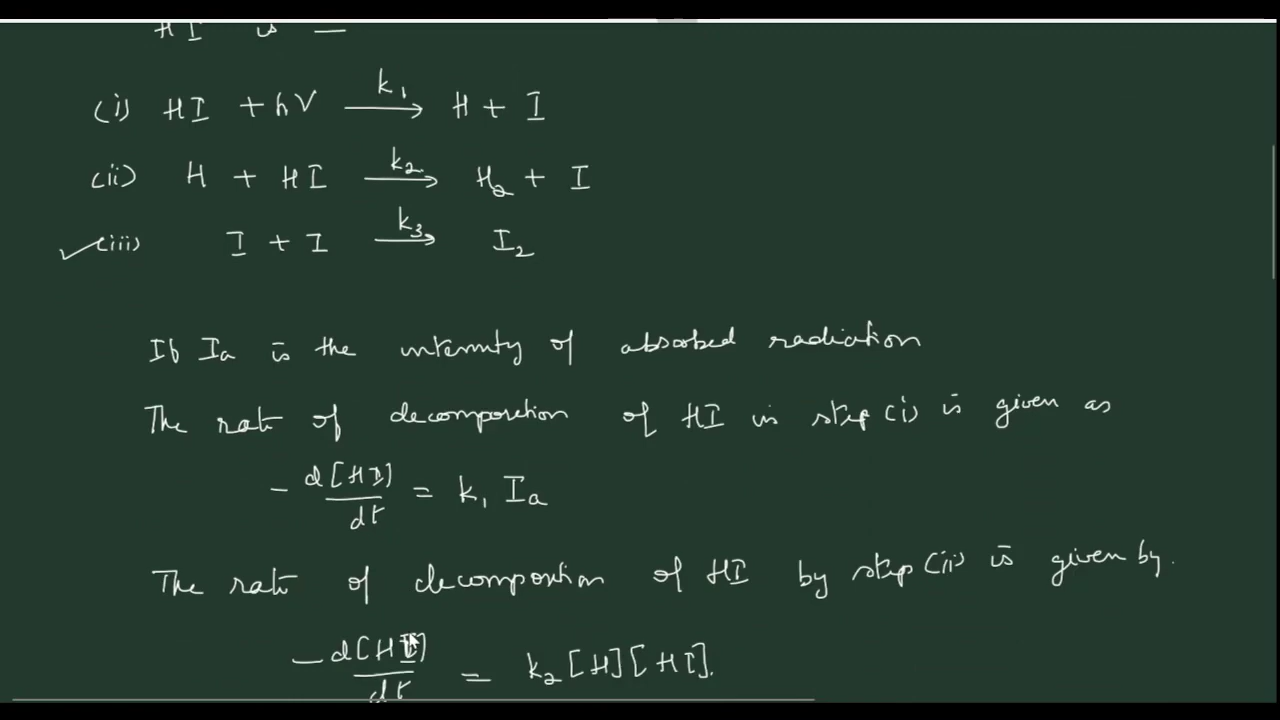 HI is —
(i) HI + hν —k₁→ H + I
(ii) H + HI —k₂→ H₂ + I
(iii) I + I —k₃→ I₂
If Ia is the intensity of absorbed radiation
The rate of decomposition of HI in step (i) is given as
- d[HI]/dt = k₁ Ia
The rate of decomposition of HI by step (ii) is given by.
- d[HI]/dt = k₂ [H][HI].